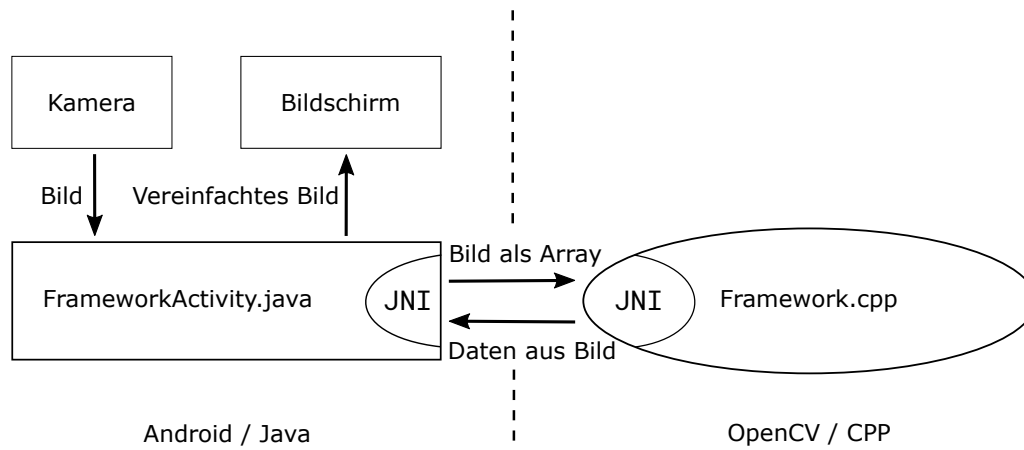 Kamera
Bildschirm
Bild
Vereinfachtes Bild
Bild als Array
FrameworkActivity.java
JNI
JNI
Framework.cpp
Daten aus Bild
Android / Java
OpenCV / CPP